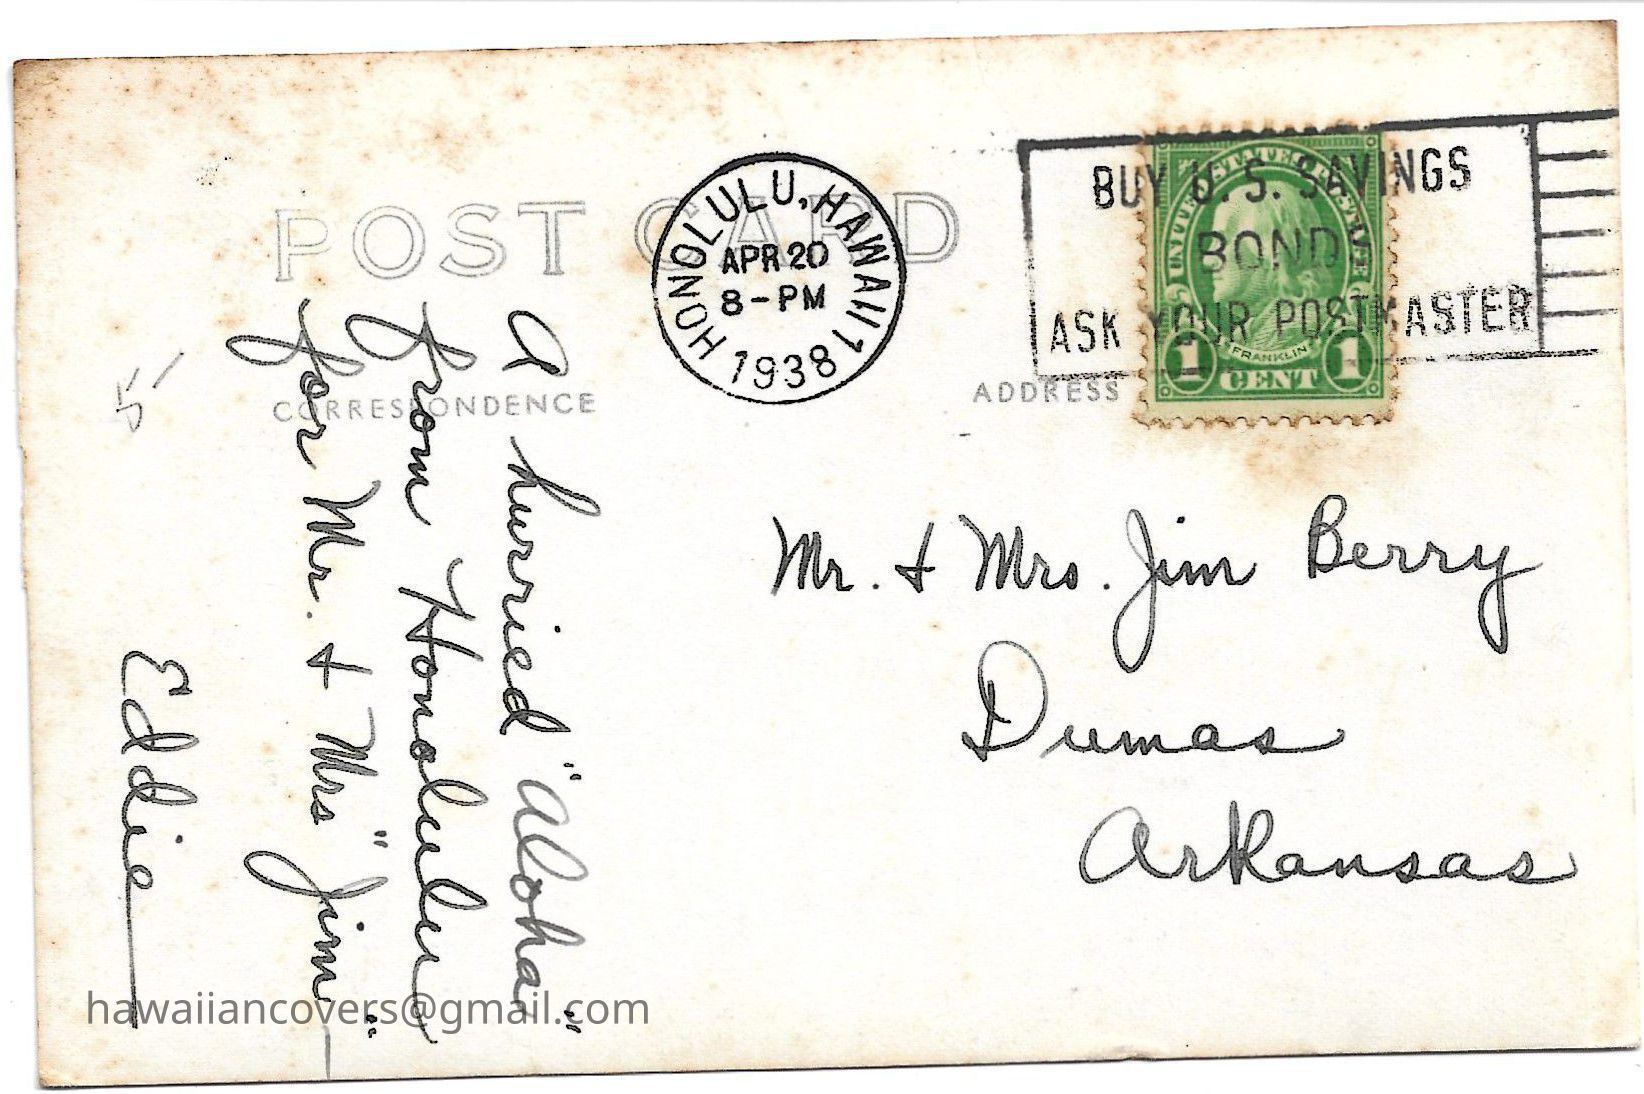 POST CARD
HONOLULU, HAWAII 1
APR 20
8-PM
1938
BUY U.S. SAVINGS
BOND
ASK YOUR POSTMASTER
UNITED STATES POSTAGE
FRANKLIN
1 CENT 1
CORRESPONDENCE
ADDRESS
A hurried "Aloha"
from Honolulu
for Mr. & Mrs "Jim"
Eddie
5-
Mr. & Mrs. Jim Berry
Dumas
Arkansas
hawaiiancovers@gmail.com